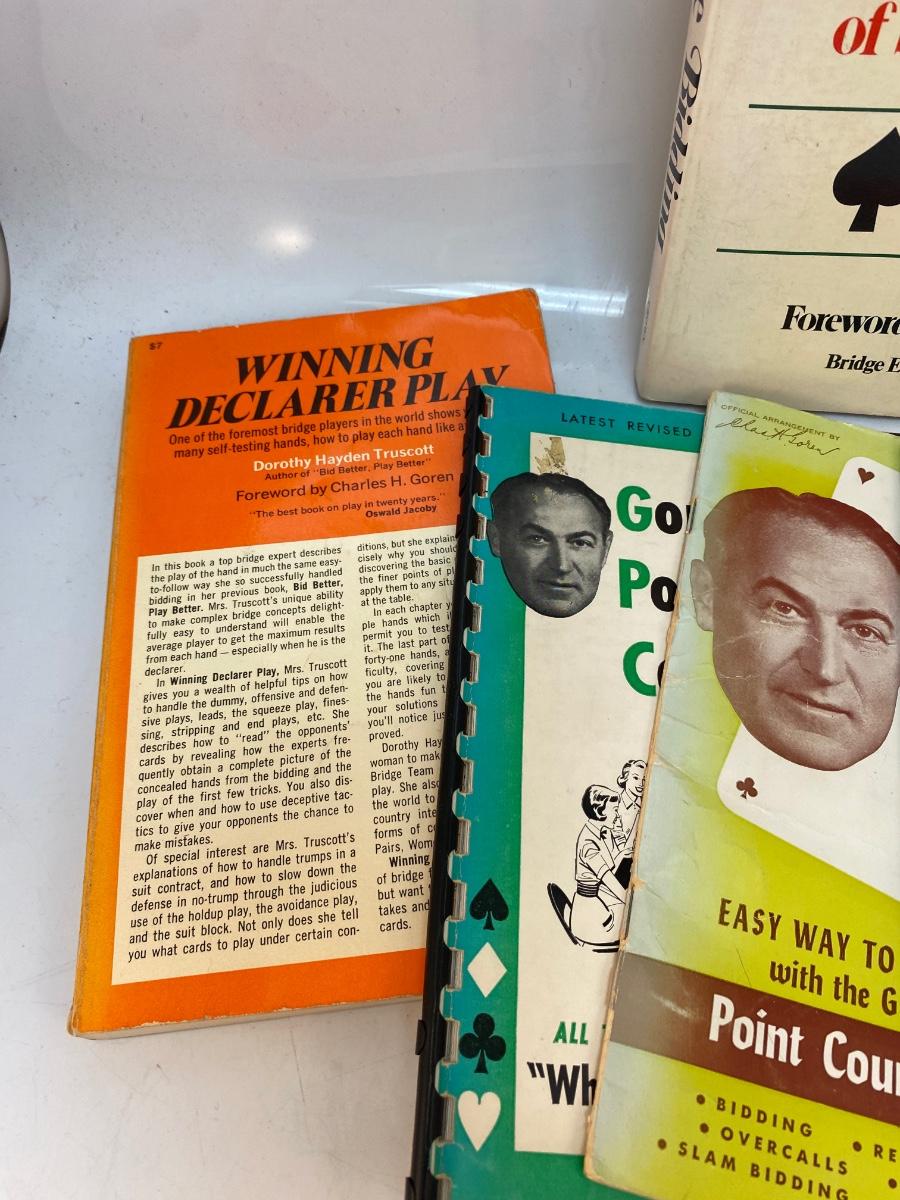 $7
WINNING
DECLARER PLAY
One of the foremost bridge players in the world shows
many self-testing hands, how to play each hand like a
Dorothy Hayden Truscott
Author of "Bid Better, Play Better"
Foreword by Charles H. Goren
"The best book on play in twenty years."
Oswald Jacoby
In this book a top bridge expert describes
the play of the hand in much the same easy-
to-follow way she so successfully handled
bidding in her previous book, Bid Better,
Play Better. Mrs. Truscott's unique ability
to make complex bridge concepts delight-
fully easy to understand will enable the
average player to get the maximum results
from each hand — especially when he is the
declarer.
In Winning Declarer Play, Mrs. Truscott
gives you a wealth of helpful tips on how
to handle the dummy, offensive and defen-
sive plays, leads, the squeeze play, fines-
sing, stripping and end plays, etc. She
describes how to "read" the opponents'
cards by revealing how the experts fre-
quently obtain a complete picture of the
concealed hands from the bidding and the
play of the first few tricks. You also dis-
cover when and how to use deceptive tac-
tics to give your opponents the chance to
make mistakes.
Of special interest are Mrs. Truscott's
explanations of how to handle trumps in a
suit contract, and how to slow down the
defense in no-trump through the judicious
use of the holdup play, the avoidance play,
and the suit block. Not only does she tell
you what cards to play under certain con-
ditions, but she explain
cisely why you should
discovering the basic
the finer points of pl
apply them to any situ
at the table.
In each chapter y
ple hands which i
permit you to test
it. The last part of
forty-one hands, a
ficulty, covering
you are likely to
the hands fun t
your solutions
you'll notice jus
proved.
Dorothy Hay
woman to mak
Bridge Team
play. She also
the world to
country inte
forms of c
Pairs, Wom
Winning
of bridge f
but want
takes and
cards.
LATEST REVISED
Go
Po
Co
ALL
"Wh
OFFICIAL ARRANGEMENT BY
Chas H. Goren
EASY WAY TO
with the G
Point Coun
• BIDDING
• OVERCALLS
• SLAM BIDDING
• RE
e Bidding
of
Foreword
Bridge E